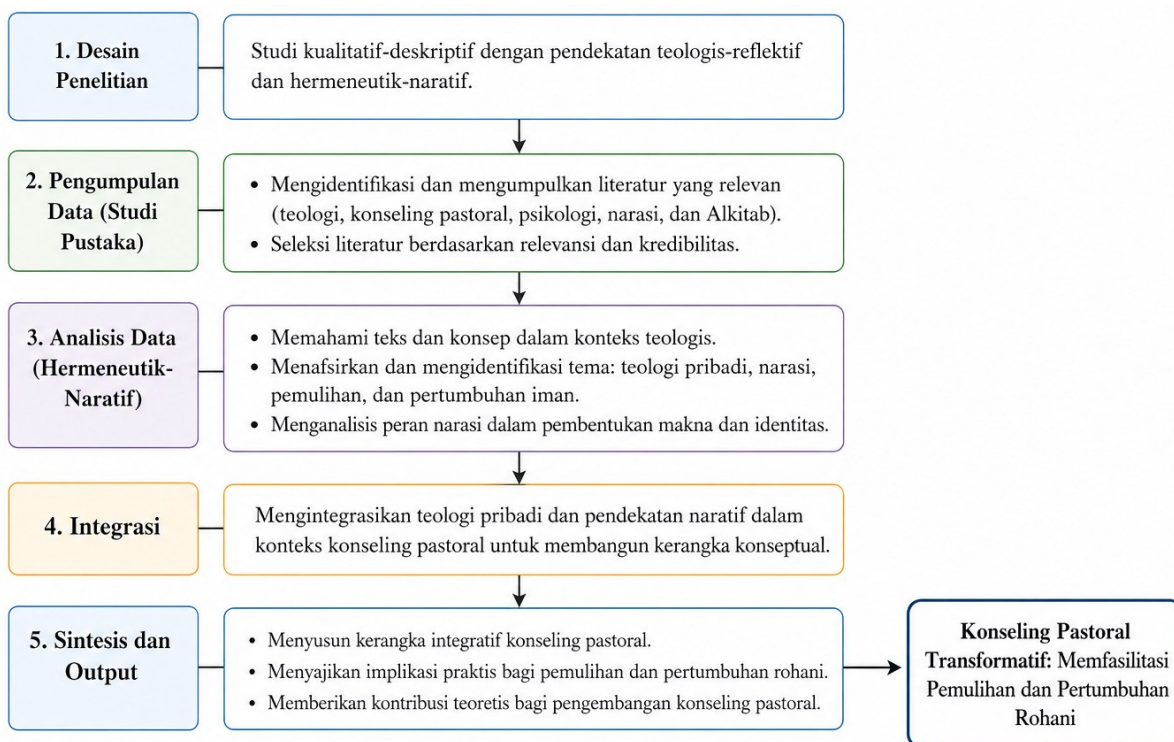 1. Desain
Penelitian
Studi kualitatif-deskriptif dengan pendekatan teologis-reflektif
dan hermeneutik-naratif.
2. Pengumpulan
Data (Studi
Pustaka)
• Mengidentifikasi dan mengumpulkan literatur yang relevan
(teologi, konseling pastoral, psikologi, narasi, dan Alkitab).
• Seleksi literatur berdasarkan relevansi dan kredibilitas.
3. Analisis Data
(Hermeneutik-
Naratif)
• Memahami teks dan konsep dalam konteks teologis.
• Menafsirkan dan mengidentifikasi tema: teologi pribadi, narasi,
pemulihan, dan pertumbuhan iman.
• Menganalisis peran narasi dalam pembentukan makna dan identitas.
4. Integrasi
Mengintegrasikan teologi pribadi dan pendekatan naratif dalam
konteks konseling pastoral untuk membangun kerangka konseptual.
5. Sintesis dan
Output
• Menyusun kerangka integratif konseling pastoral.
• Menyajikan implikasi praktis bagi pemulihan dan pertumbuhan rohani.
• Memberikan kontribusi teoretis bagi pengembangan konseling pastoral.
Konseling Pastoral
Transformatif: Memfasilitasi
Pemulihan dan Pertumbuhan
Rohani